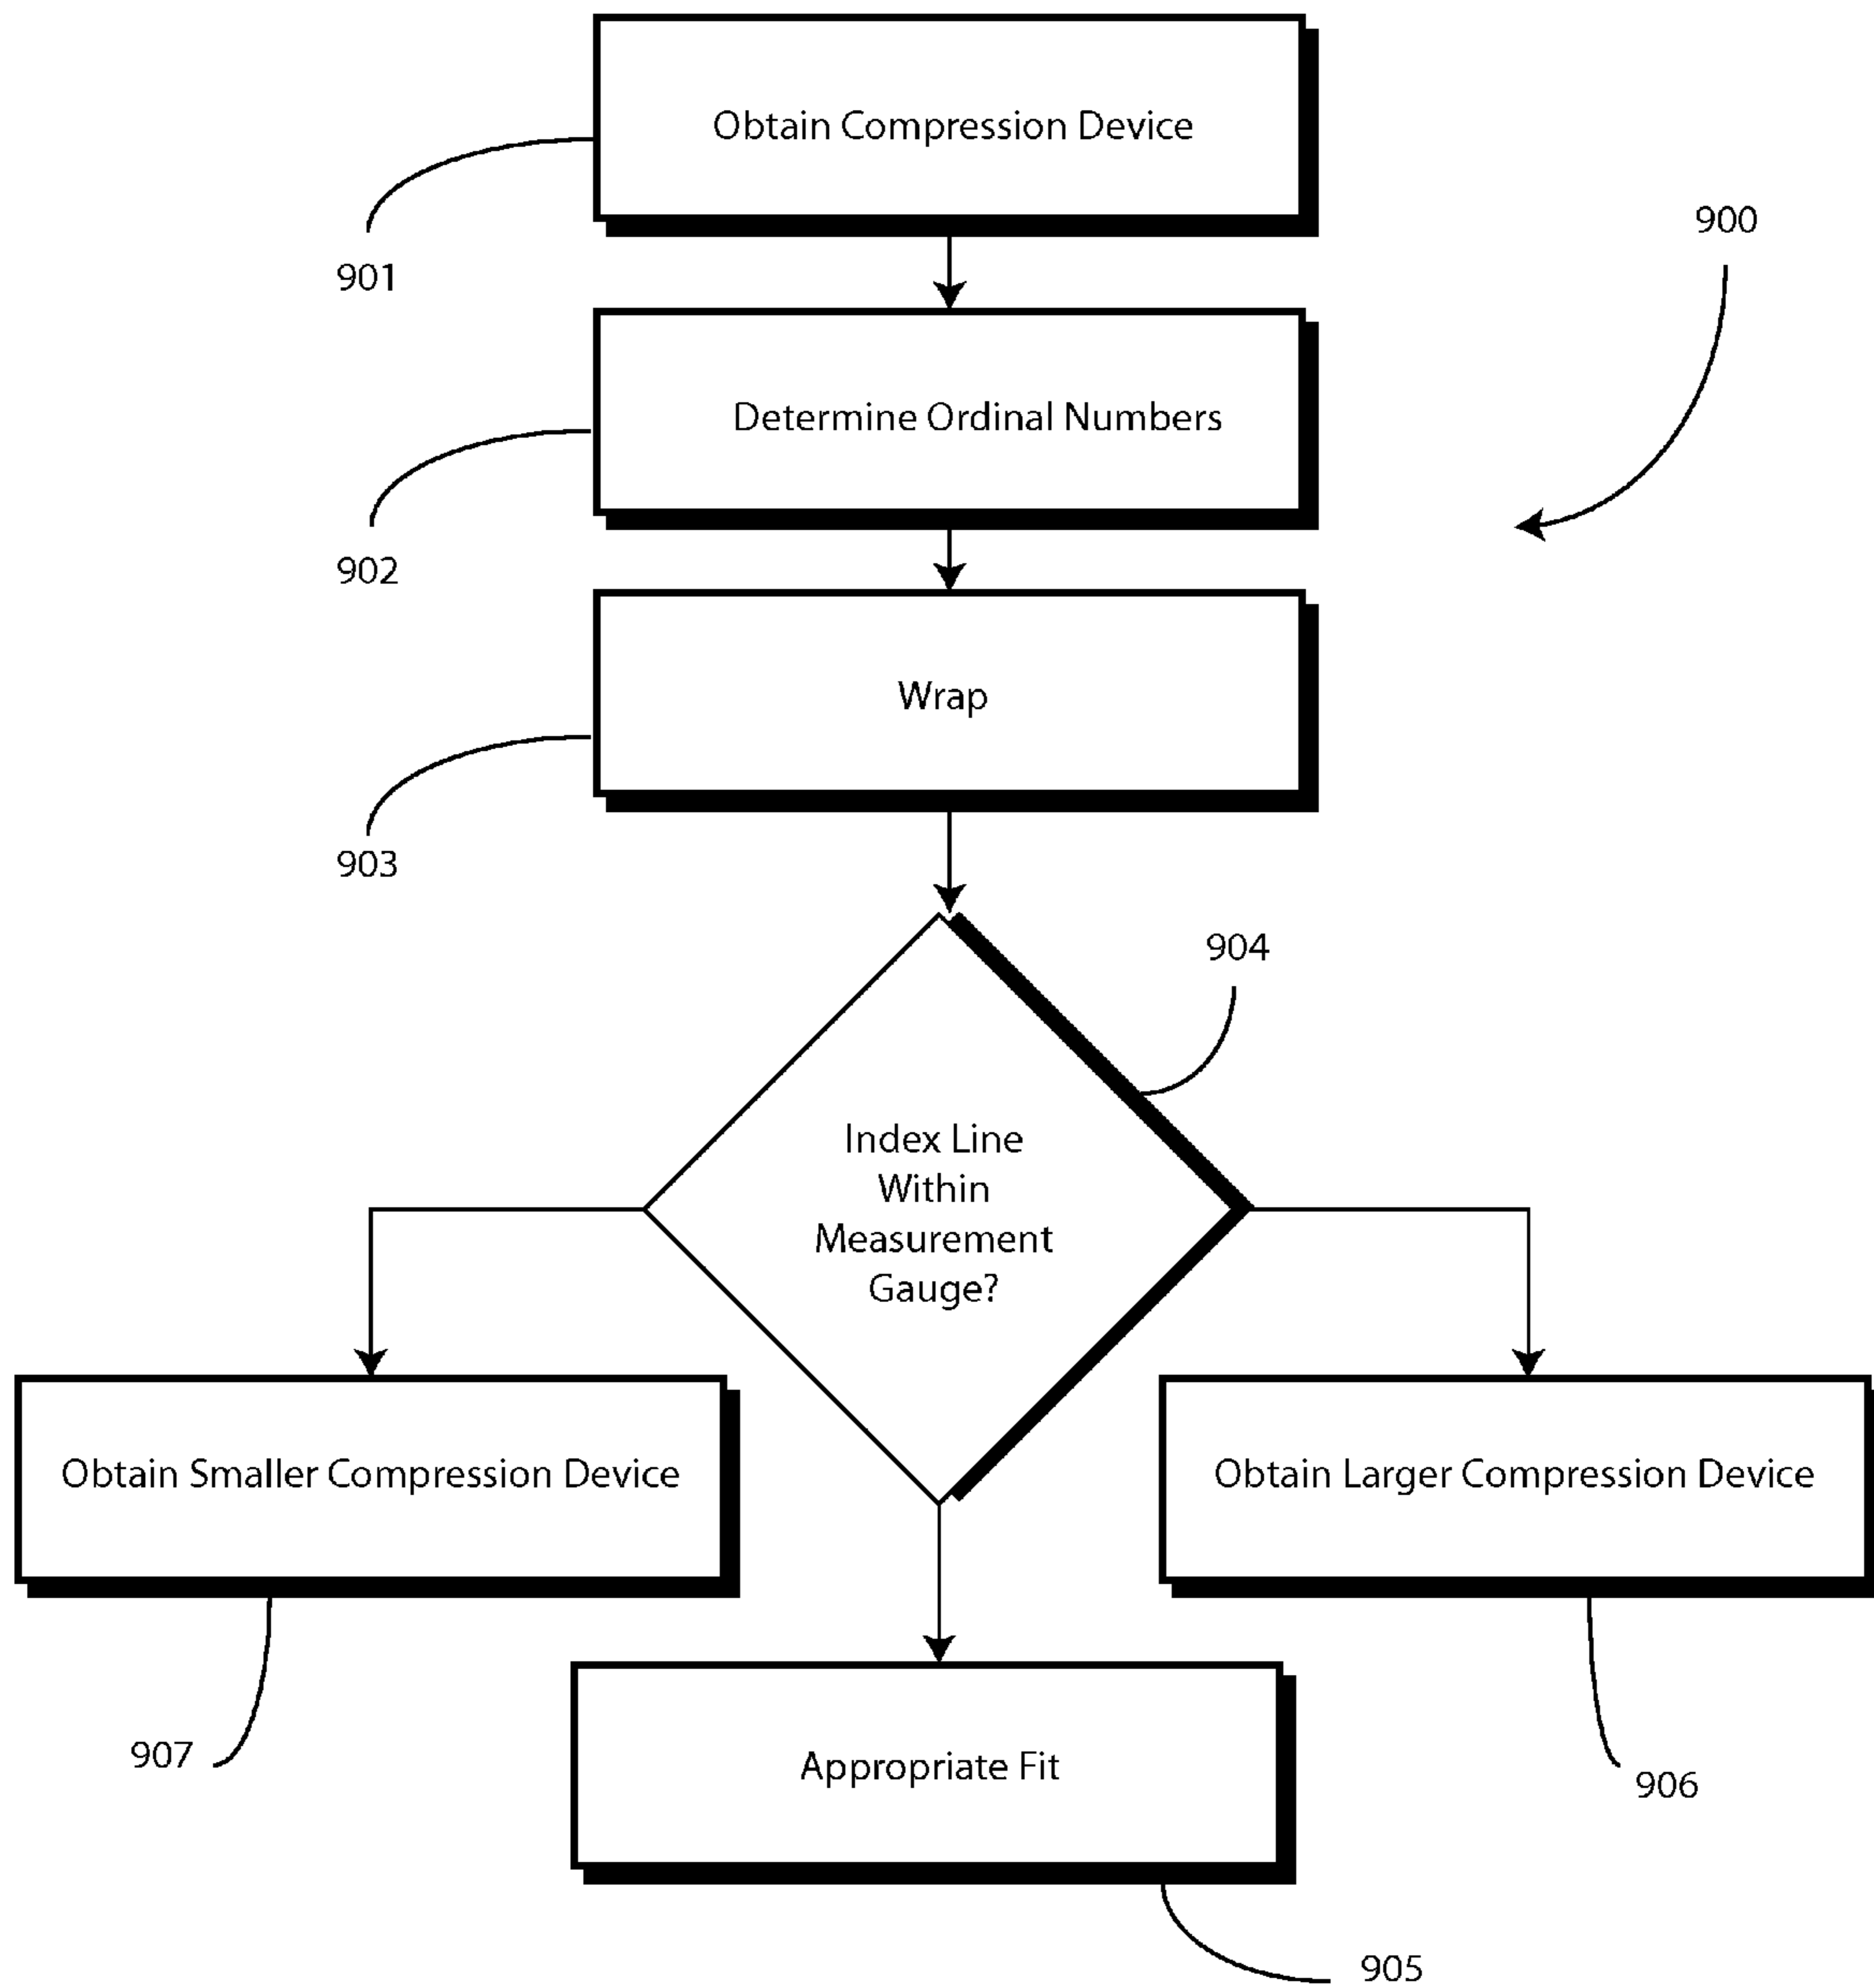 Obtain Compression Device
900
901
Determine Ordinal Numbers
902
Wrap
903
904
Index Line
Within
Measurement
Gauge?
Obtain Smaller Compression Device
Obtain Larger Compression Device
907
Appropriate Fit
906
905